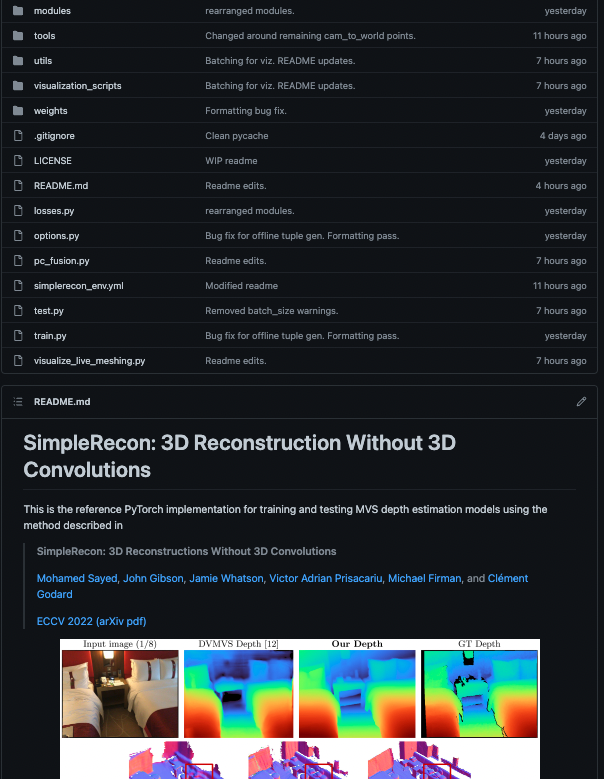 modules rearranged modules. yesterday
tools Changed around remaining cam_to_world points. 11 hours ago
utils Batching for viz. README updates. 7 hours ago
visualization_scripts Batching for viz. README updates. 7 hours ago
weights Formatting bug fix. yesterday
.gitignore Clean pycache 4 days ago
LICENSE WIP readme yesterday
README.md Readme edits. 4 hours ago
losses.py rearranged modules. yesterday
options.py Bug fix for offline tuple gen. Formatting pass. yesterday
pc_fusion.py Readme edits. 7 hours ago
simplerecon_env.yml Modified readme 11 hours ago
test.py Removed batch_size warnings. 7 hours ago
train.py Bug fix for offline tuple gen. Formatting pass. yesterday
visualize_live_meshing.py Readme edits. 7 hours ago
README.md
SimpleRecon: 3D Reconstruction Without 3D
Convolutions
This is the reference PyTorch implementation for training and testing MVS depth estimation models using the
method described in
SimpleRecon: 3D Reconstructions Without 3D Convolutions
Mohamed Sayed, John Gibson, Jamie Whatson, Victor Adrian Prisacariu, Michael Firman, and Clément
Godard
ECCV 2022 (arXiv pdf)
Input image (1/8) DVMVS Depth [12] Our Depth GT Depth